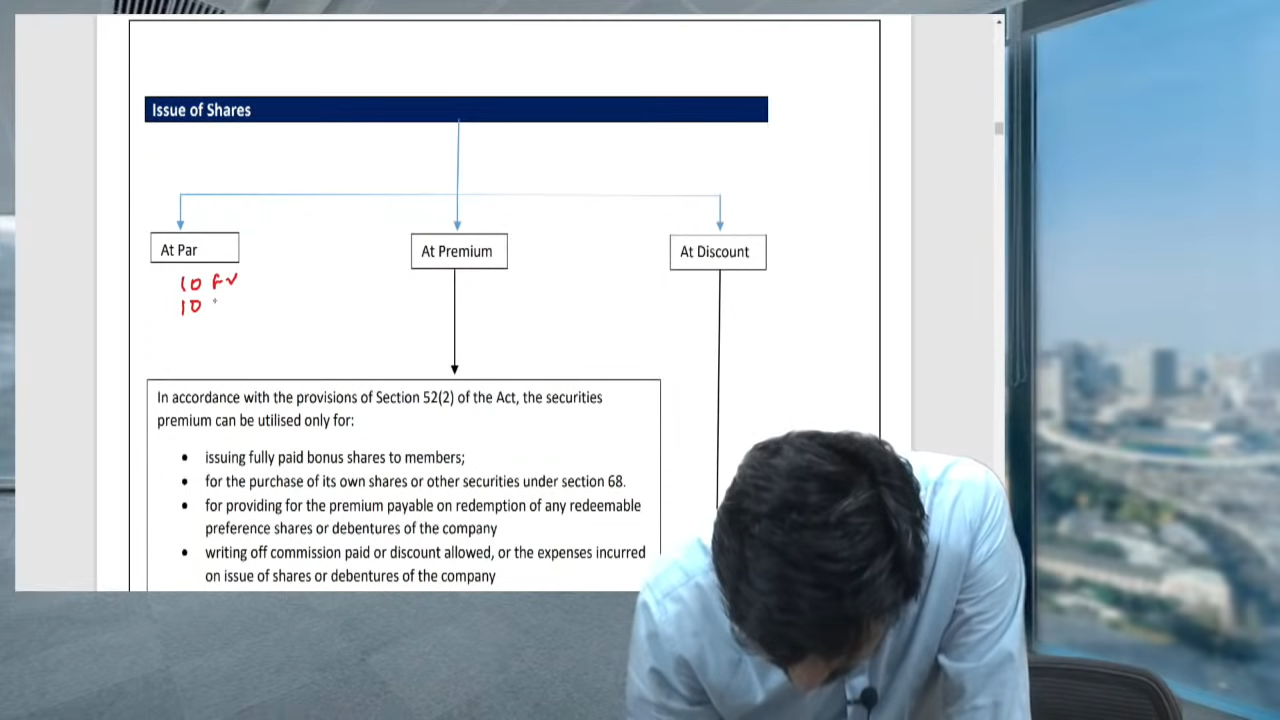 Issue of Shares
At Par
At Premium
At Discount
10 FV
10
In accordance with the provisions of Section 52(2) of the Act, the securities
premium can be utilised only for:
• issuing fully paid bonus shares to members;
• for the purchase of its own shares or other securities under section 68.
• for providing for the premium payable on redemption of any redeemable
preference shares or debentures of the company
• writing off commission paid or discount allowed, or the expenses incurred
on issue of shares or debentures of the company